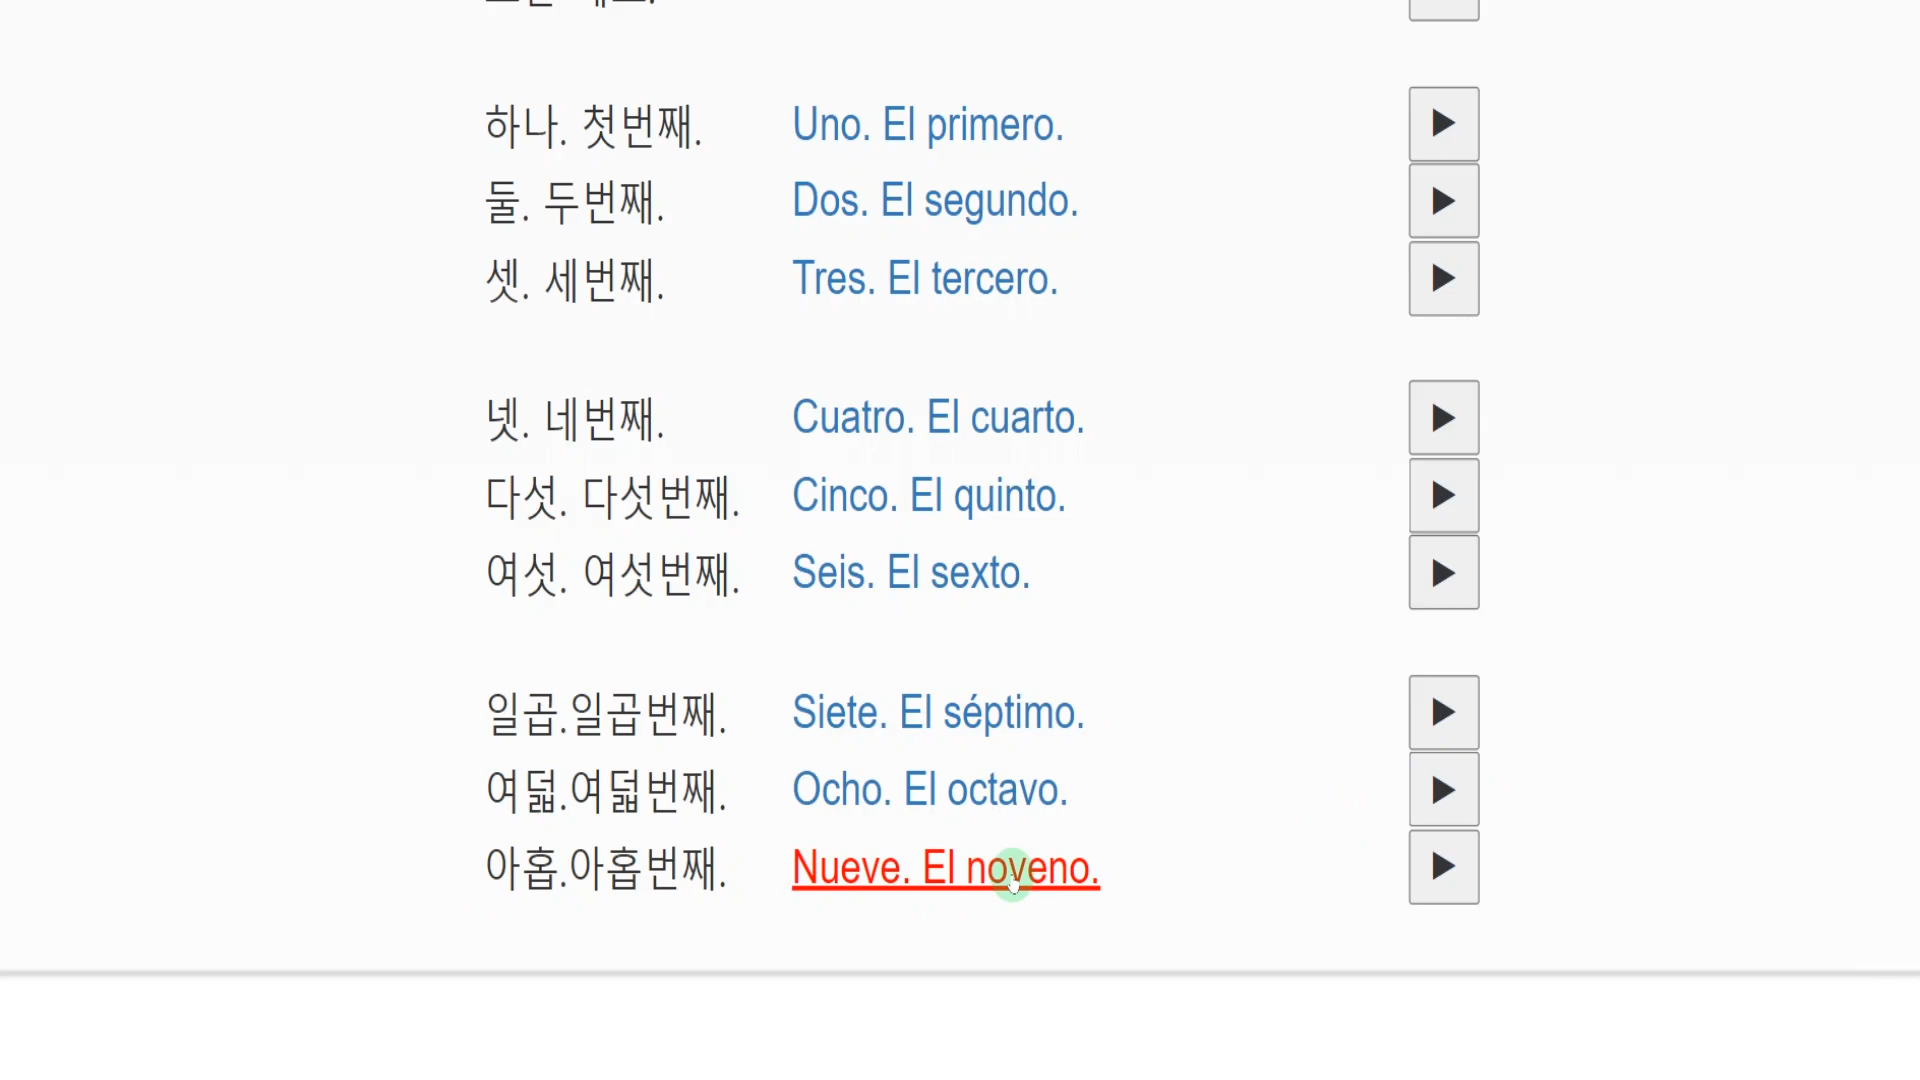 하나. 첫번째. Uno. El primero.
둘. 두번째. Dos. El segundo.
셋. 세번째. Tres. El tercero.
넷. 네번째. Cuatro. El cuarto.
다섯. 다섯번째. Cinco. El quinto.
여섯. 여섯번째. Seis. El sexto.
일곱.일곱번째. Siete. El séptimo.
여덟.여덟번째. Ocho. El octavo.
아홉.아홉번째. Nueve. El noveno.